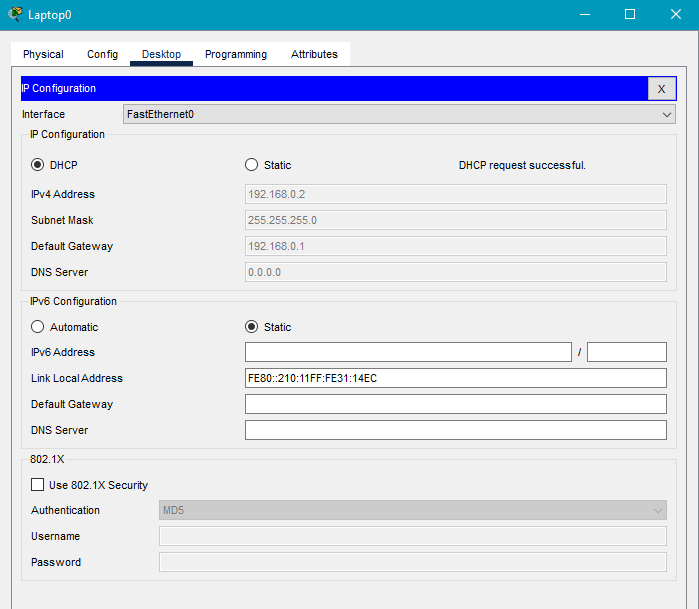 Laptop0
Physical Config Desktop Programming Attributes
IP Configuration X
Interface FastEthernet0
IP Configuration
DHCP Static DHCP request successful.
IPv4 Address 192.168.0.2
Subnet Mask 255.255.255.0
Default Gateway 192.168.0.1
DNS Server 0.0.0.0
IPv6 Configuration
Automatic Static
IPv6 Address /
Link Local Address FE80::210:11FF:FE31:14EC
Default Gateway
DNS Server
802.1X
Use 802.1X Security
Authentication MD5
Username
Password